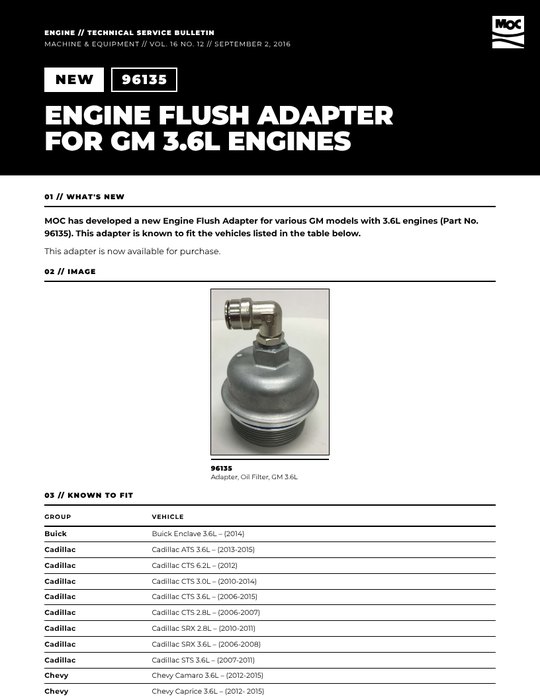 MOC
ENGINE // TECHNICAL SERVICE BULLETIN
MACHINE & EQUIPMENT // VOL. 16 NO. 12 // SEPTEMBER 2, 2016
NEW 96135
ENGINE FLUSH ADAPTER
FOR GM 3.6L ENGINES
01 // WHAT'S NEW
MOC has developed a new Engine Flush Adapter for various GM models with 3.6L engines (Part No.
96135). This adapter is known to fit the vehicles listed in the table below.
This adapter is now available for purchase.
02 // IMAGE
96135
Adapter, Oil Filter, GM 3.6L
03 // KNOWN TO FIT
GROUP VEHICLE
Buick Buick Enclave 3.6L – (2014)
Cadillac Cadillac ATS 3.6L – (2013-2015)
Cadillac Cadillac CTS 6.2L – (2012)
Cadillac Cadillac CTS 3.0L – (2010-2014)
Cadillac Cadillac CTS 3.6L – (2006-2015)
Cadillac Cadillac CTS 2.8L – (2006-2007)
Cadillac Cadillac SRX 2.8L – (2010-2011)
Cadillac Cadillac SRX 3.6L – (2006-2008)
Cadillac Cadillac STS 3.6L – (2007-2011)
Chevy Chevy Camaro 3.6L – (2012-2015)
Chevy Chevy Caprice 3.6L – (2012- 2015)